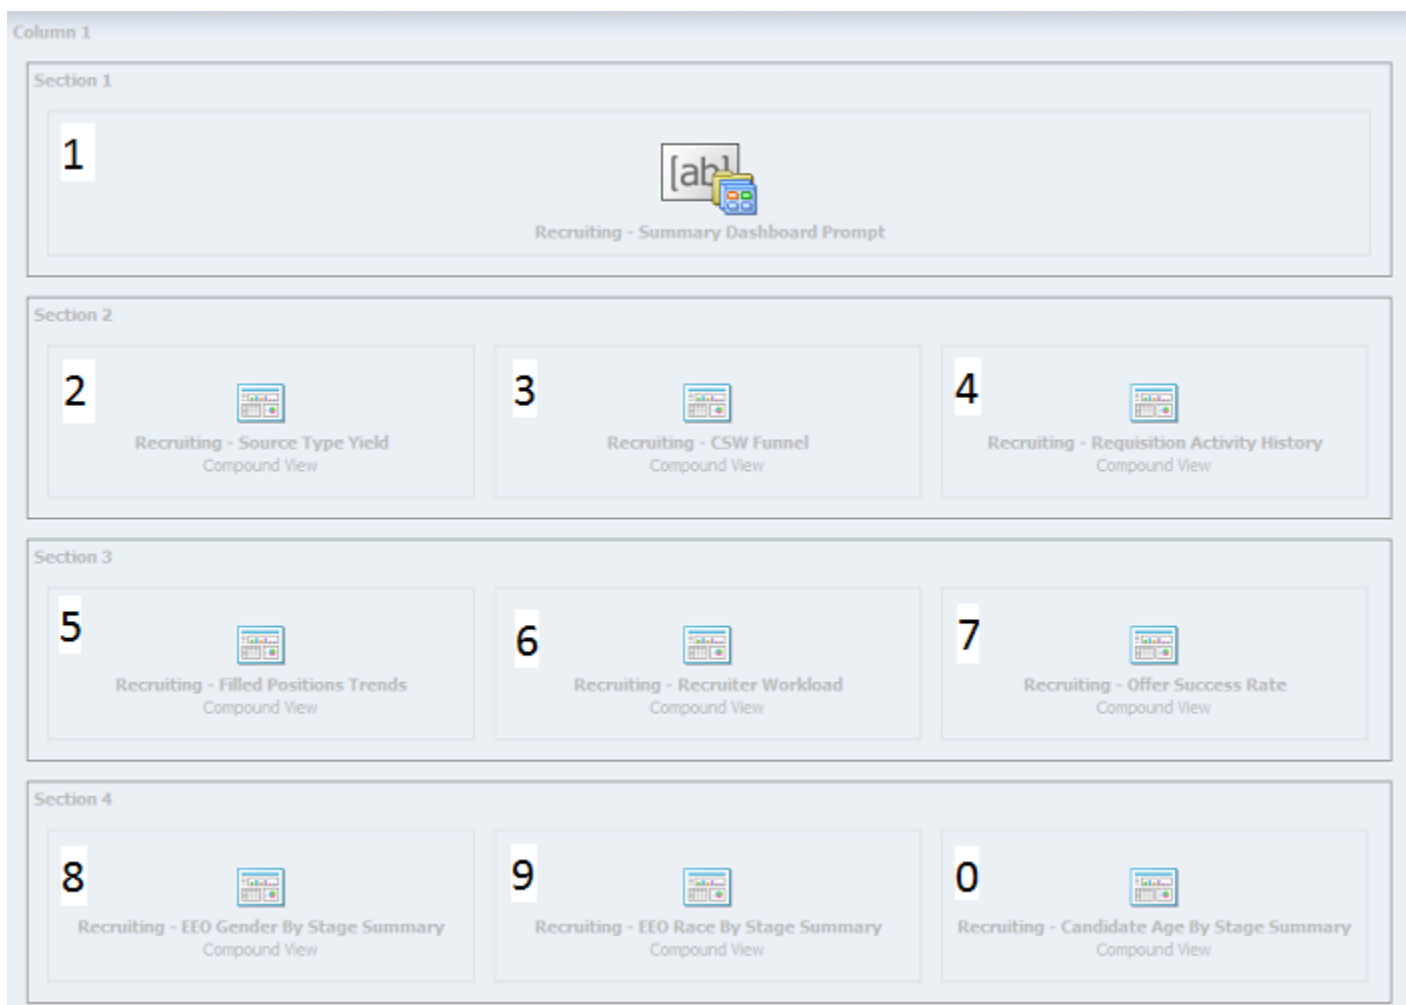 Column 1
Section 1
1
[ab]
Recruiting - Summary Dashboard Prompt
Section 2
2
Recruiting - Source Type Yield
Compound View
3
Recruiting - CSW Funnel
Compound View
4
Recruiting - Requisition Activity History
Compound View
Section 3
5
Recruiting - Filled Positions Trends
Compound View
6
Recruiting - Recruiter Workload
Compound View
7
Recruiting - Offer Success Rate
Compound View
Section 4
8
Recruiting - EEO Gender By Stage Summary
Compound View
9
Recruiting - EEO Race By Stage Summary
Compound View
0
Recruiting - Candidate Age By Stage Summary
Compound View